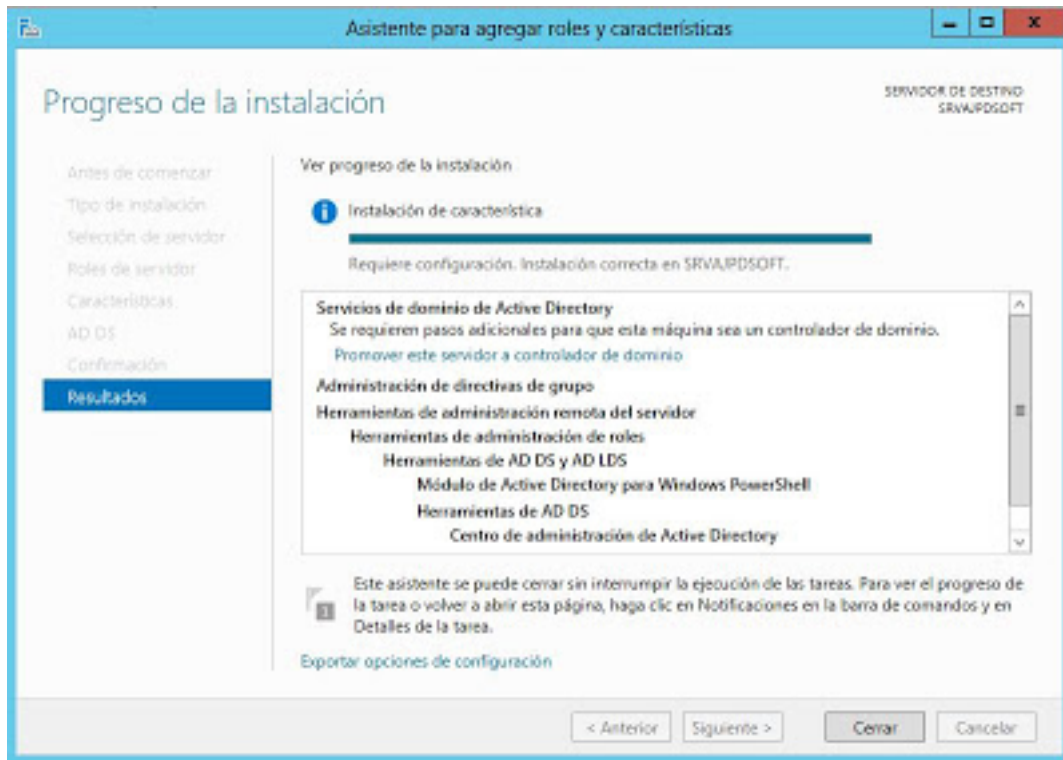 Asistente para agregar roles y características
Progreso de la instalación
SERVIDOR DE DESTINO
SRVAJPDSOFT
Antes de comenzar
Tipo de instalación
Selección de servidor
Roles de servidor
Características
AD DS
Confirmación
Resultados
Ver progreso de la instalación
Instalación de característica
Requiere configuración. Instalación correcta en SRVAJPDSOFT.
Servicios de dominio de Active Directory
Se requieren pasos adicionales para que esta máquina sea un controlador de dominio.
Promover este servidor a controlador de dominio
Administración de directivas de grupo
Herramientas de administración remota del servidor
Herramientas de administración de roles
Herramientas de AD DS y AD LDS
Módulo de Active Directory para Windows PowerShell
Herramientas de AD DS
Centro de administración de Active Directory
1
Este asistente se puede cerrar sin interrumpir la ejecución de las tareas. Para ver el progreso de
la tarea o volver a abrir esta página, haga clic en Notificaciones en la barra de comandos y en
Detalles de la tarea.
Exportar opciones de configuración
< Anterior
Siguiente >
Cerrar
Cancelar